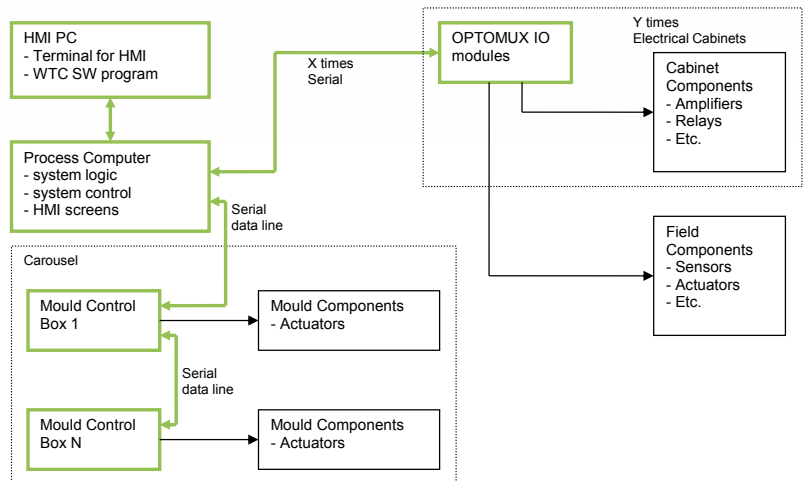 HMI PC
- Terminal for HMI
- WTC SW program
X times
Serial
OPTOMUX IO
modules
Y times
Electrical Cabinets
Cabinet
Components
- Amplifiers
- Relays
- Etc.
Process Computer
- system logic
- system control
- HMI screens
Serial
data line
Field
Components
- Sensors
- Actuators
- Etc.
Carousel
Mould Control
Box 1
Mould Components
- Actuators
Serial
data line
Mould Control
Box N
Mould Components
- Actuators